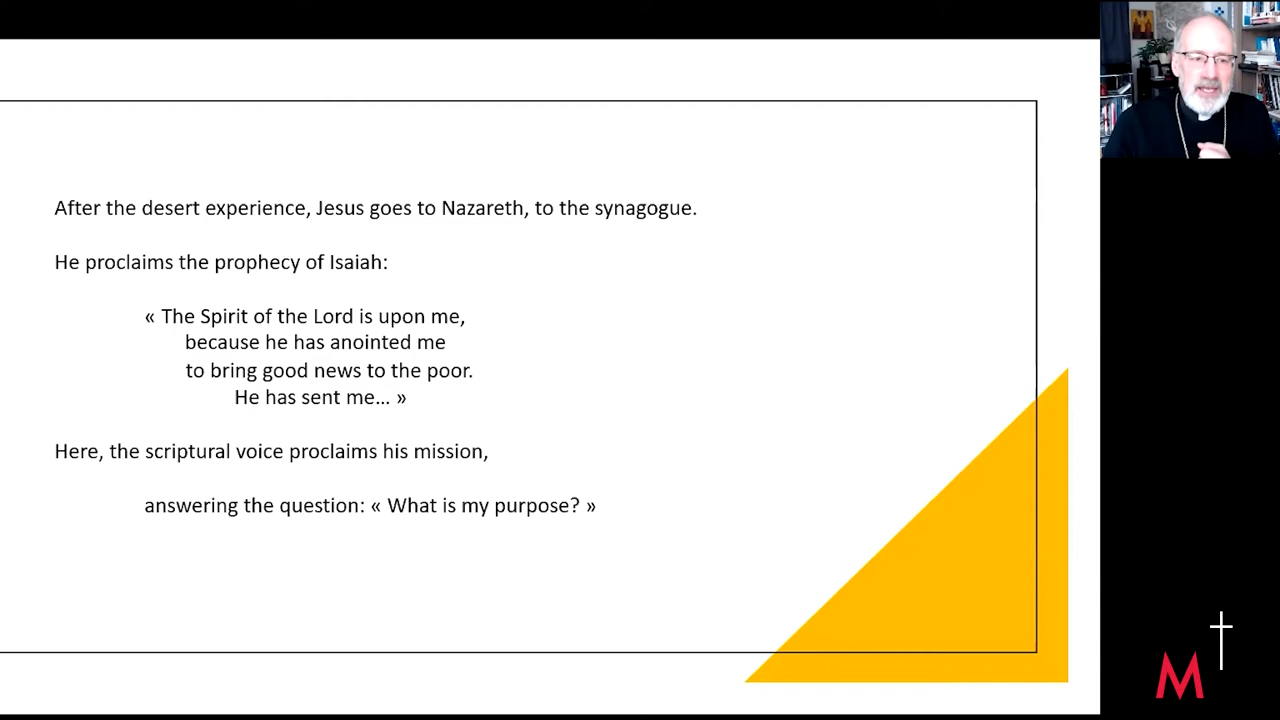 After the desert experience, Jesus goes to Nazareth, to the synagogue.
He proclaims the prophecy of Isaiah:
« The Spirit of the Lord is upon me,
because he has anointed me
to bring good news to the poor.
He has sent me... »
Here, the scriptural voice proclaims his mission,
answering the question: « What is my purpose? »
M